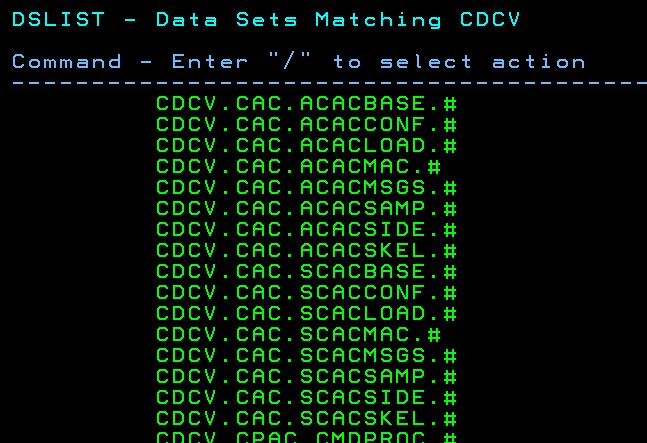 DSLIST - Data Sets Matching CDCV
Command - Enter "/" to select action
CDCV.CAC.ACACBASE.#
CDCV.CAC.ACACCONF.#
CDCV.CAC.ACACLOAD.#
CDCV.CAC.ACACMAC.#
CDCV.CAC.ACACMSGS.#
CDCV.CAC.ACACSAMP.#
CDCV.CAC.ACACSIDE.#
CDCV.CAC.ACACSKEL.#
CDCV.CAC.SCACBASE.#
CDCV.CAC.SCACCONF.#
CDCV.CAC.SCACLOAD.#
CDCV.CAC.SCACMAC.#
CDCV.CAC.SCACMSGS.#
CDCV.CAC.SCACSAMP.#
CDCV.CAC.SCACSIDE.#
CDCV.CAC.SCACSKEL.#
CDCV.CPAC.CMDPROC.#